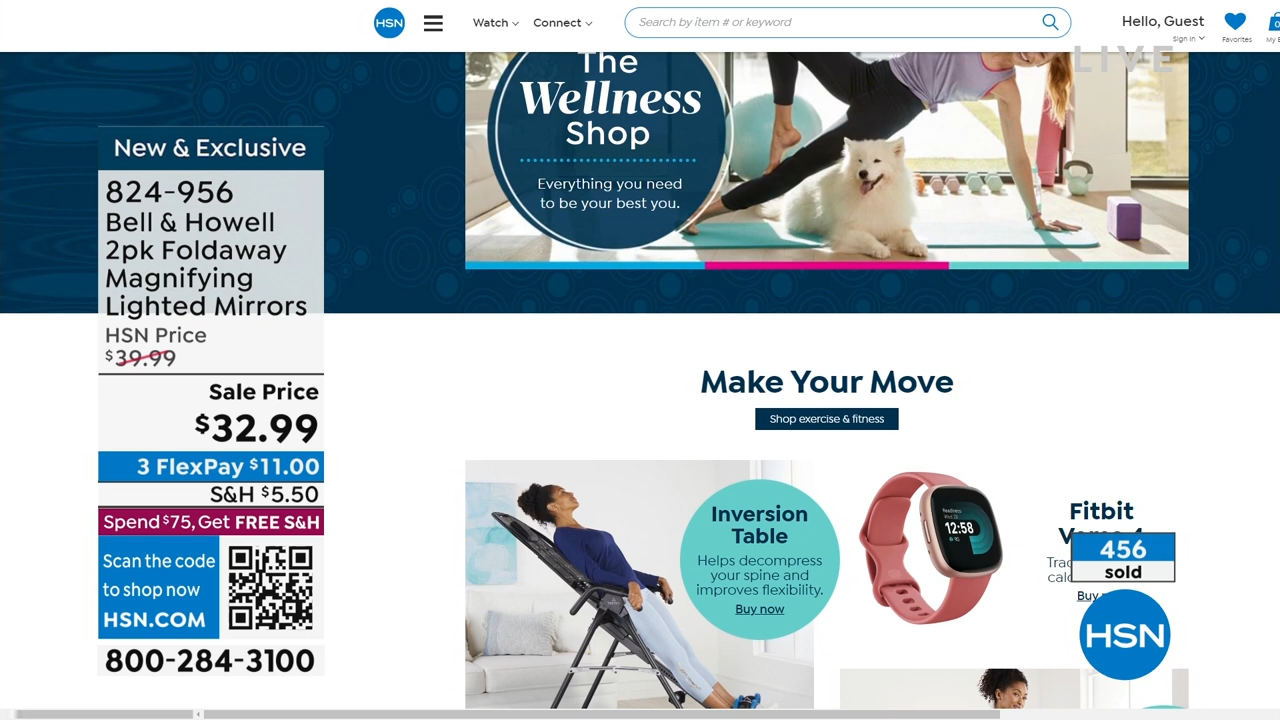 HSN
Watch
Connect
Search by item # or keyword
Hello, Guest
Sign In
Favorites
LIVE
The
Wellness
Shop
Everything you need
to be your best you.
New & Exclusive
824-956
Bell & Howell
2pk Foldaway
Magnifying
Lighted Mirrors
HSN Price
$39.99
Sale Price
$32.99
3 FlexPay $11.00
S&H $5.50
Spend $75, Get FREE S&H
Scan the code
to shop now
HSN.COM
800-284-3100
Make Your Move
Shop exercise & fitness
Inversion
Table
Helps decompress
your spine and
improves flexibility.
Buy now
12:58
Fitbit
456
sold
Buy
HSN